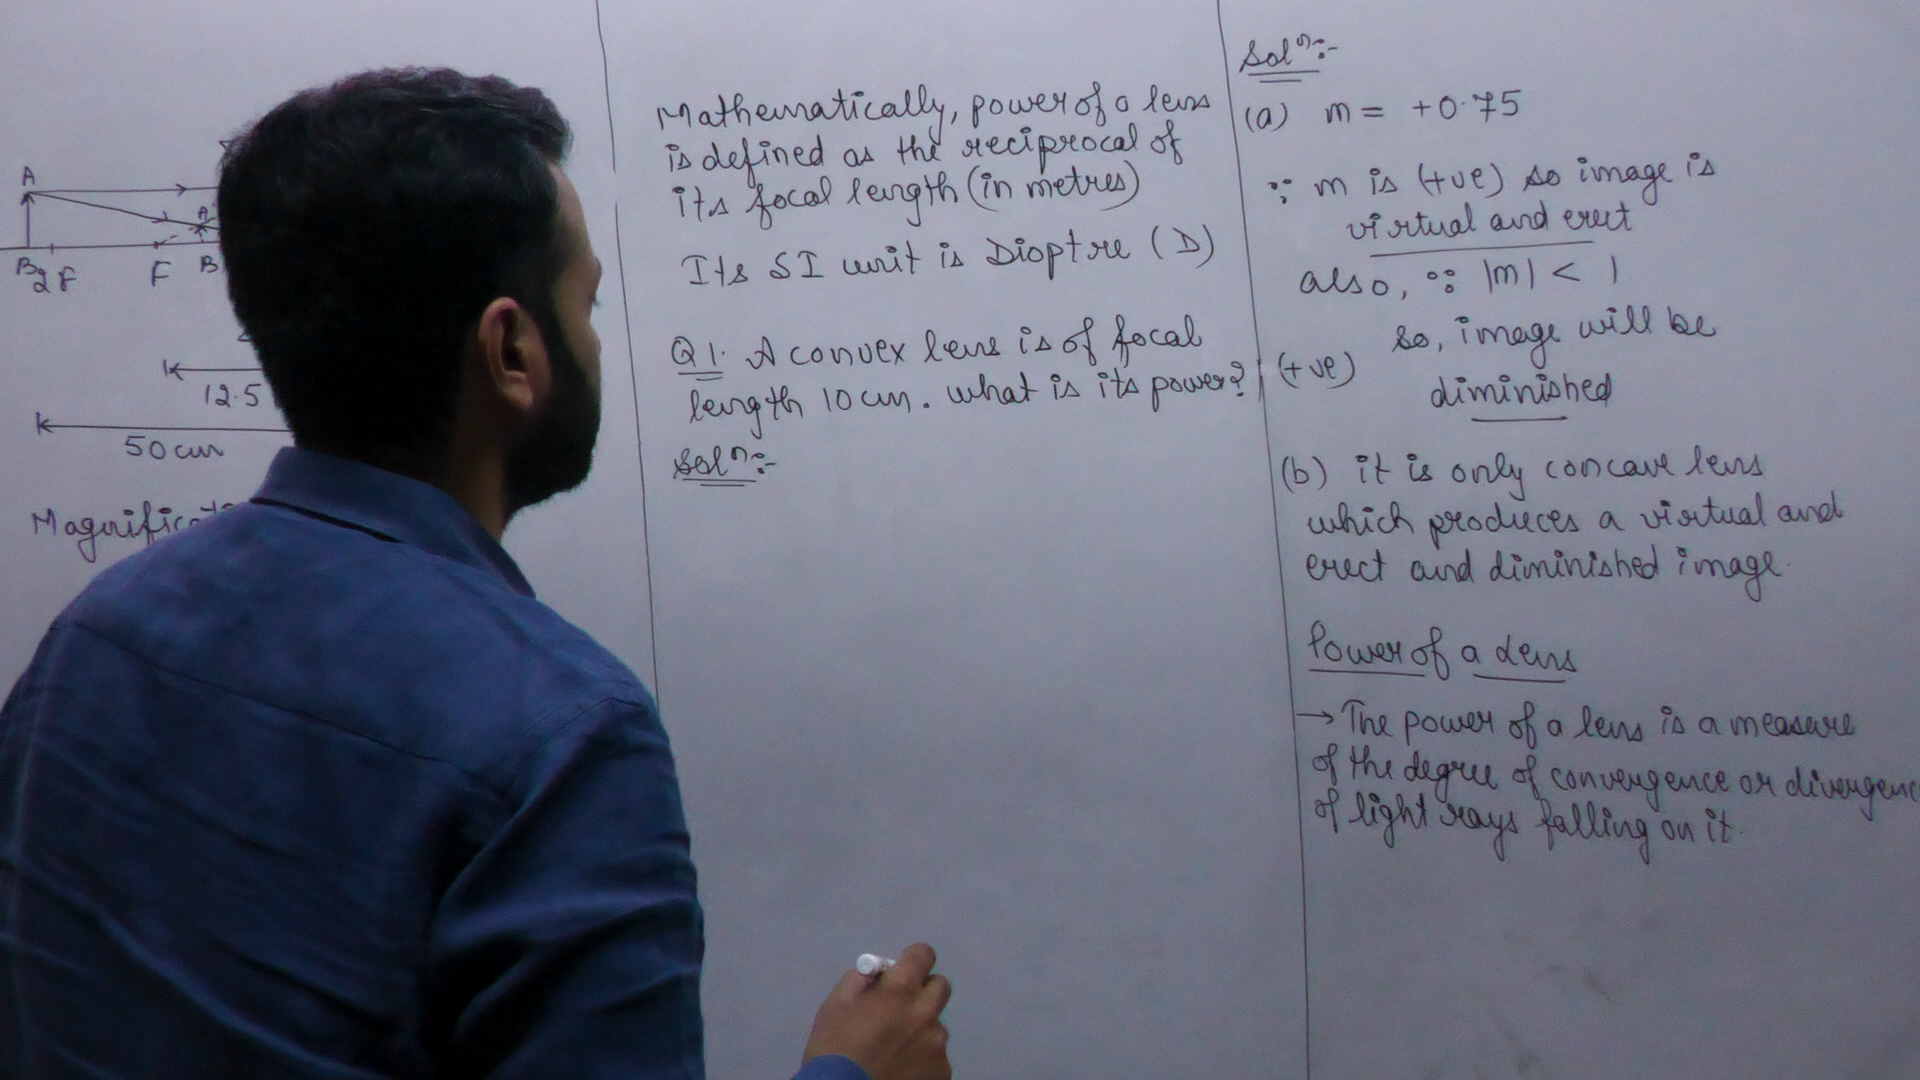 A
A'
B
2F
F
B
12.5
50 cm
Mathematically, power of a lens
is defined as the reciprocal of
its focal length (in metres)
Its SI unit is Dioptre (D)
Q1. A convex lens is of focal
length 10cm. what is its power?
Solⁿ:-
Solⁿ:-
(a) m = +0.75
∵ m is (+ve) so image is
virtual and erect
also, ∵ |m| < 1
so, image will be
(+ve)
diminished
(b) it is only concave lens
which produces a virtual and
erect and diminished image.
Power of a Lens
→ The power of a lens is a measure
of the degree of convergence or divergenc
of light rays falling on it.